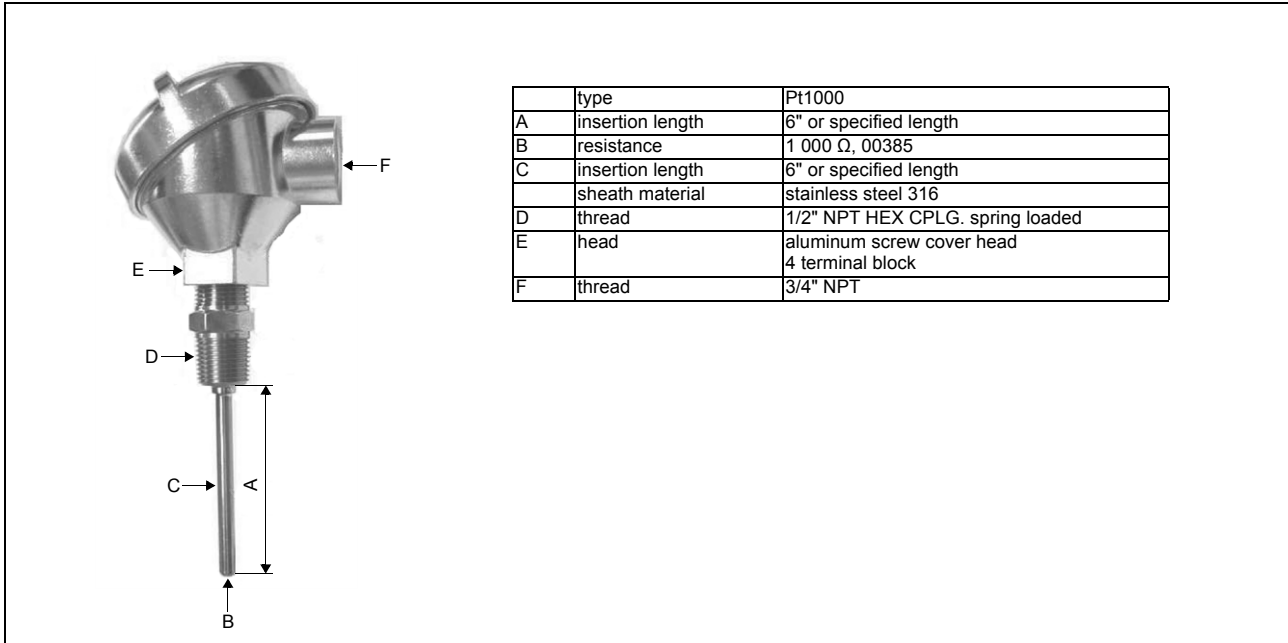 type Pt1000
A insertion length 6" or specified length
B resistance 1 000 Ω, 00385
C insertion length 6" or specified length
sheath material stainless steel 316
D thread 1/2" NPT HEX CPLG. spring loaded
E head aluminum screw cover head
4 terminal block
F thread 3/4" NPT
F
E
D
C
A
B